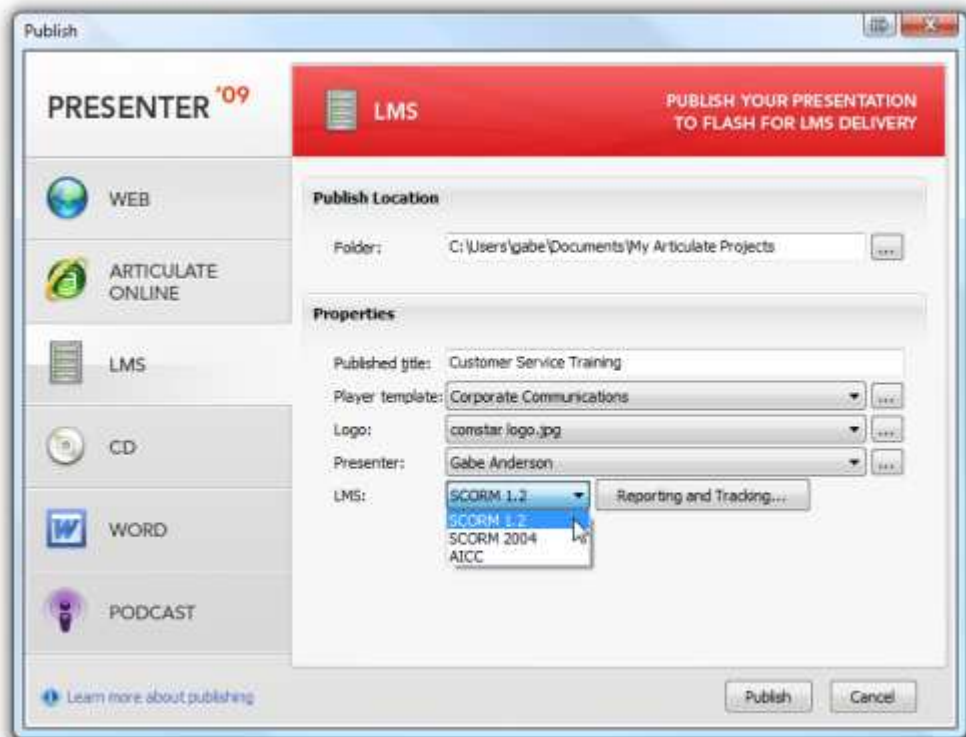 Publish
PRESENTER '09
LMS
PUBLISH YOUR PRESENTATION
TO FLASH FOR LMS DELIVERY
WEB
ARTICULATE
ONLINE
LMS
CD
WORD
PODCAST
Publish Location
Folder: C:\Users\gabe\Documents\My Articulate Projects ...
Properties
Published title: Customer Service Training
Player template: Corporate Communications ...
Logo: comstar logo.jpg ...
Presenter: Gabe Anderson ...
LMS: SCORM 1.2 Reporting and Tracking...
SCORM 1.2
SCORM 2004
AICC
Learn more about publishing
Publish Cancel